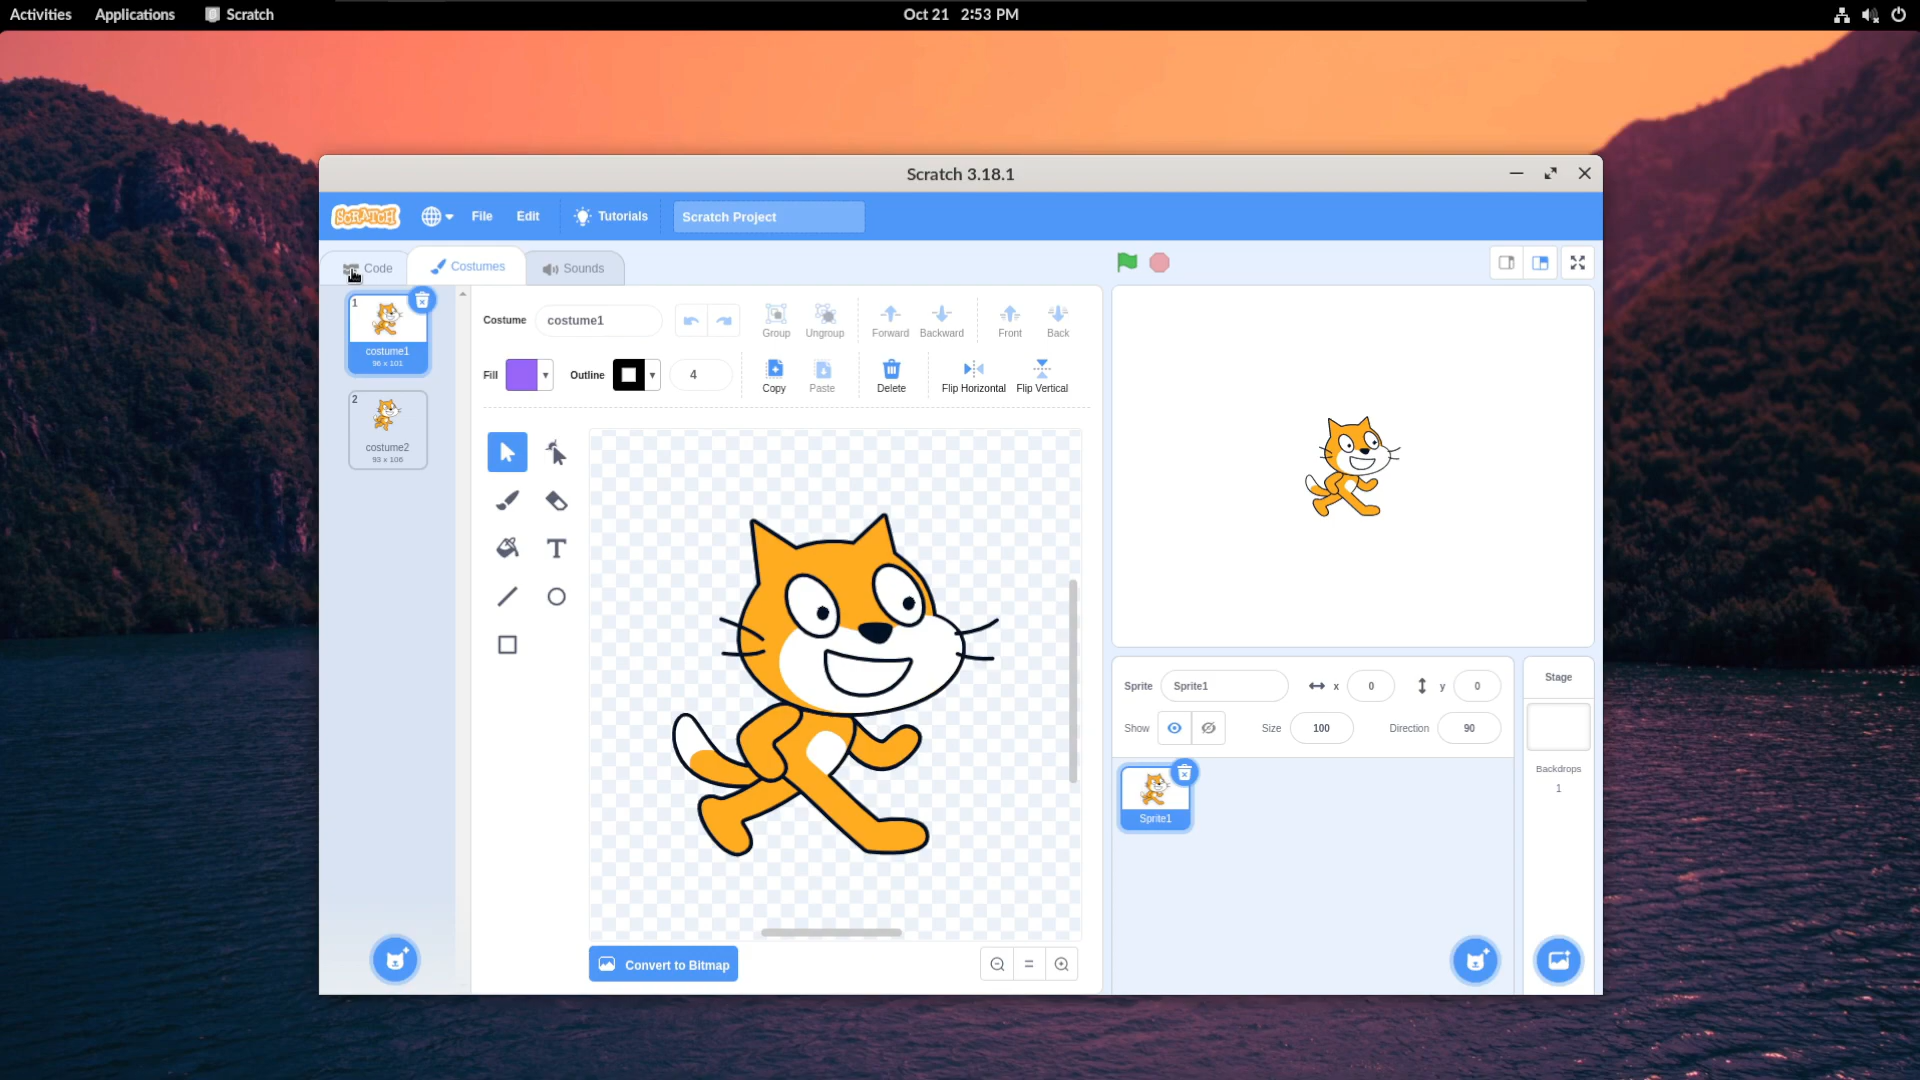 Activities Applications Scratch Oct 21 2:53 PM
Scratch 3.18.1
SCRATCH File Edit Tutorials Scratch Project
Code Costumes Sounds
1
costume1
96 x 101
2
costume2
93 x 106
Costume costume1 Group Ungroup Forward Backward Front Back
Fill Outline 4 Copy Paste Delete Flip Horizontal Flip Vertical
Convert to Bitmap
Sprite Sprite1 x 0 y 0
Show Size 100 Direction 90
Sprite1
Stage
Backdrops
1